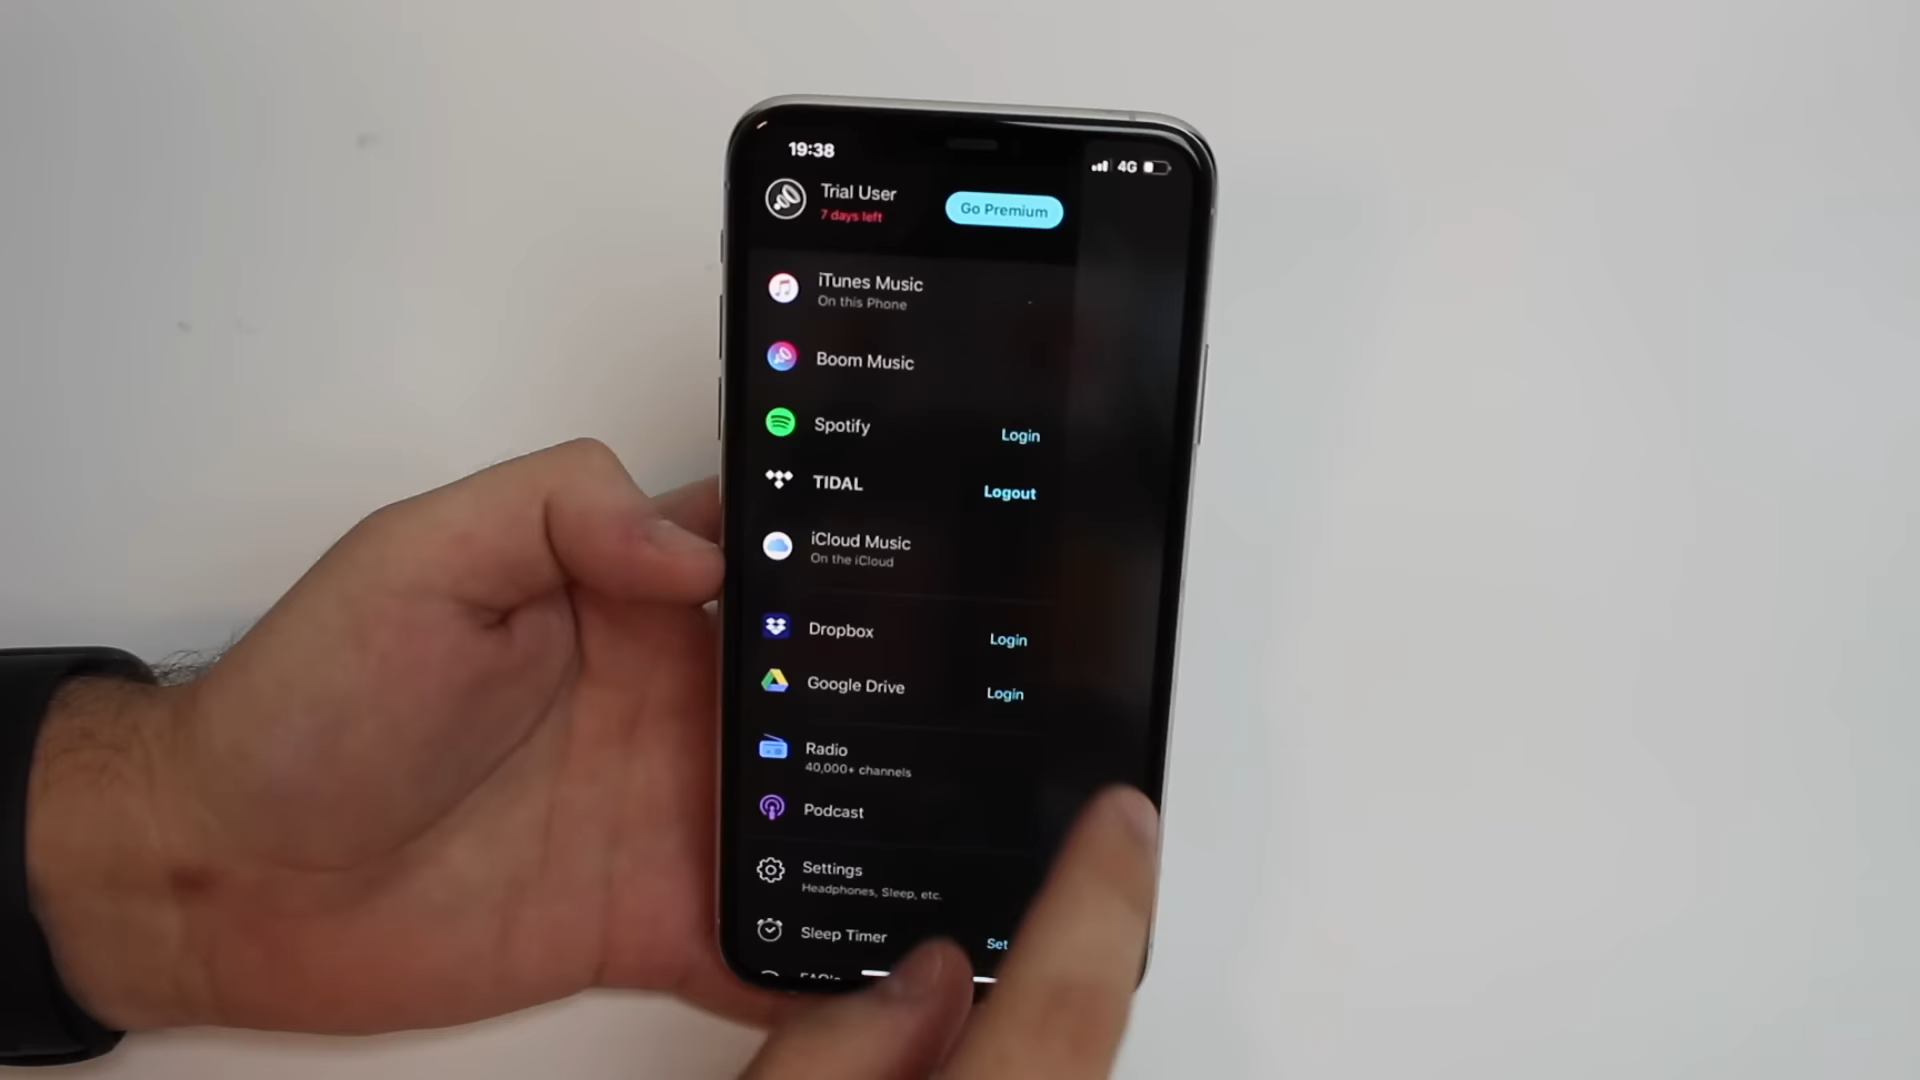 19:38
4G
Trial User
7 days left
Go Premium
iTunes Music
On this Phone
Boom Music
Spotify
Login
TIDAL
Logout
iCloud Music
On the iCloud
Dropbox
Login
Google Drive
Login
Radio
40,000+ channels
Podcast
Settings
Headphones, Sleep, etc.
Sleep Timer
Set